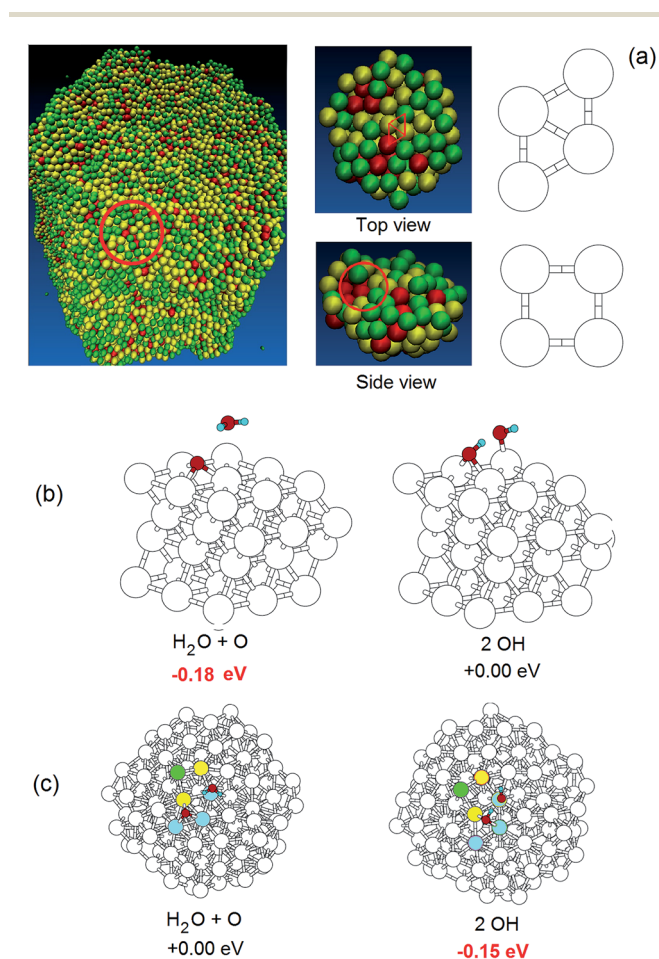 (a)
Top view
Side view
(b)
H2O + O
-0.18 eV
2 OH
+0.00 eV
(c)
H2O + O
+0.00 eV
2 OH
-0.15 eV